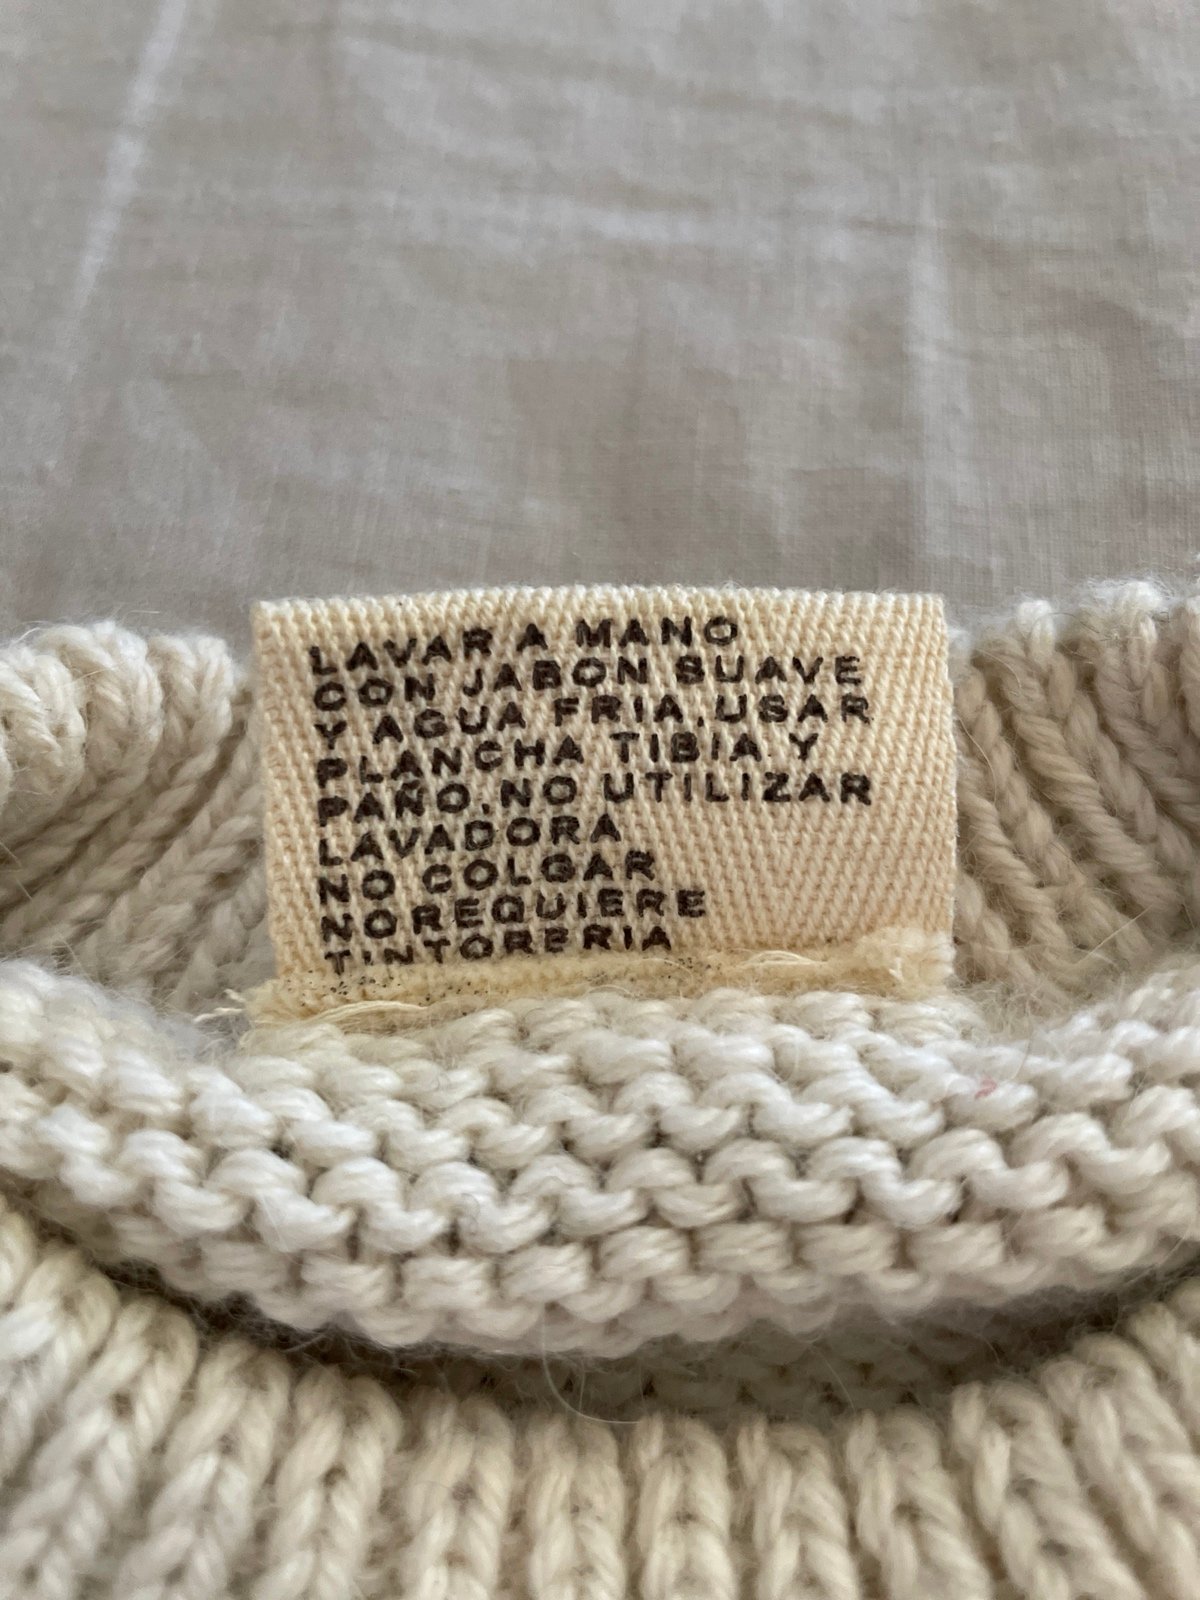 LAVAR A MANO
CON JABON SUAVE
Y AGUA FRIA.USAR
PLANCHA TIBIA Y
PAÑO.NO UTILIZAR
LAVADORA
NO COLGAR
NO REQUIERE
TINTORERIA